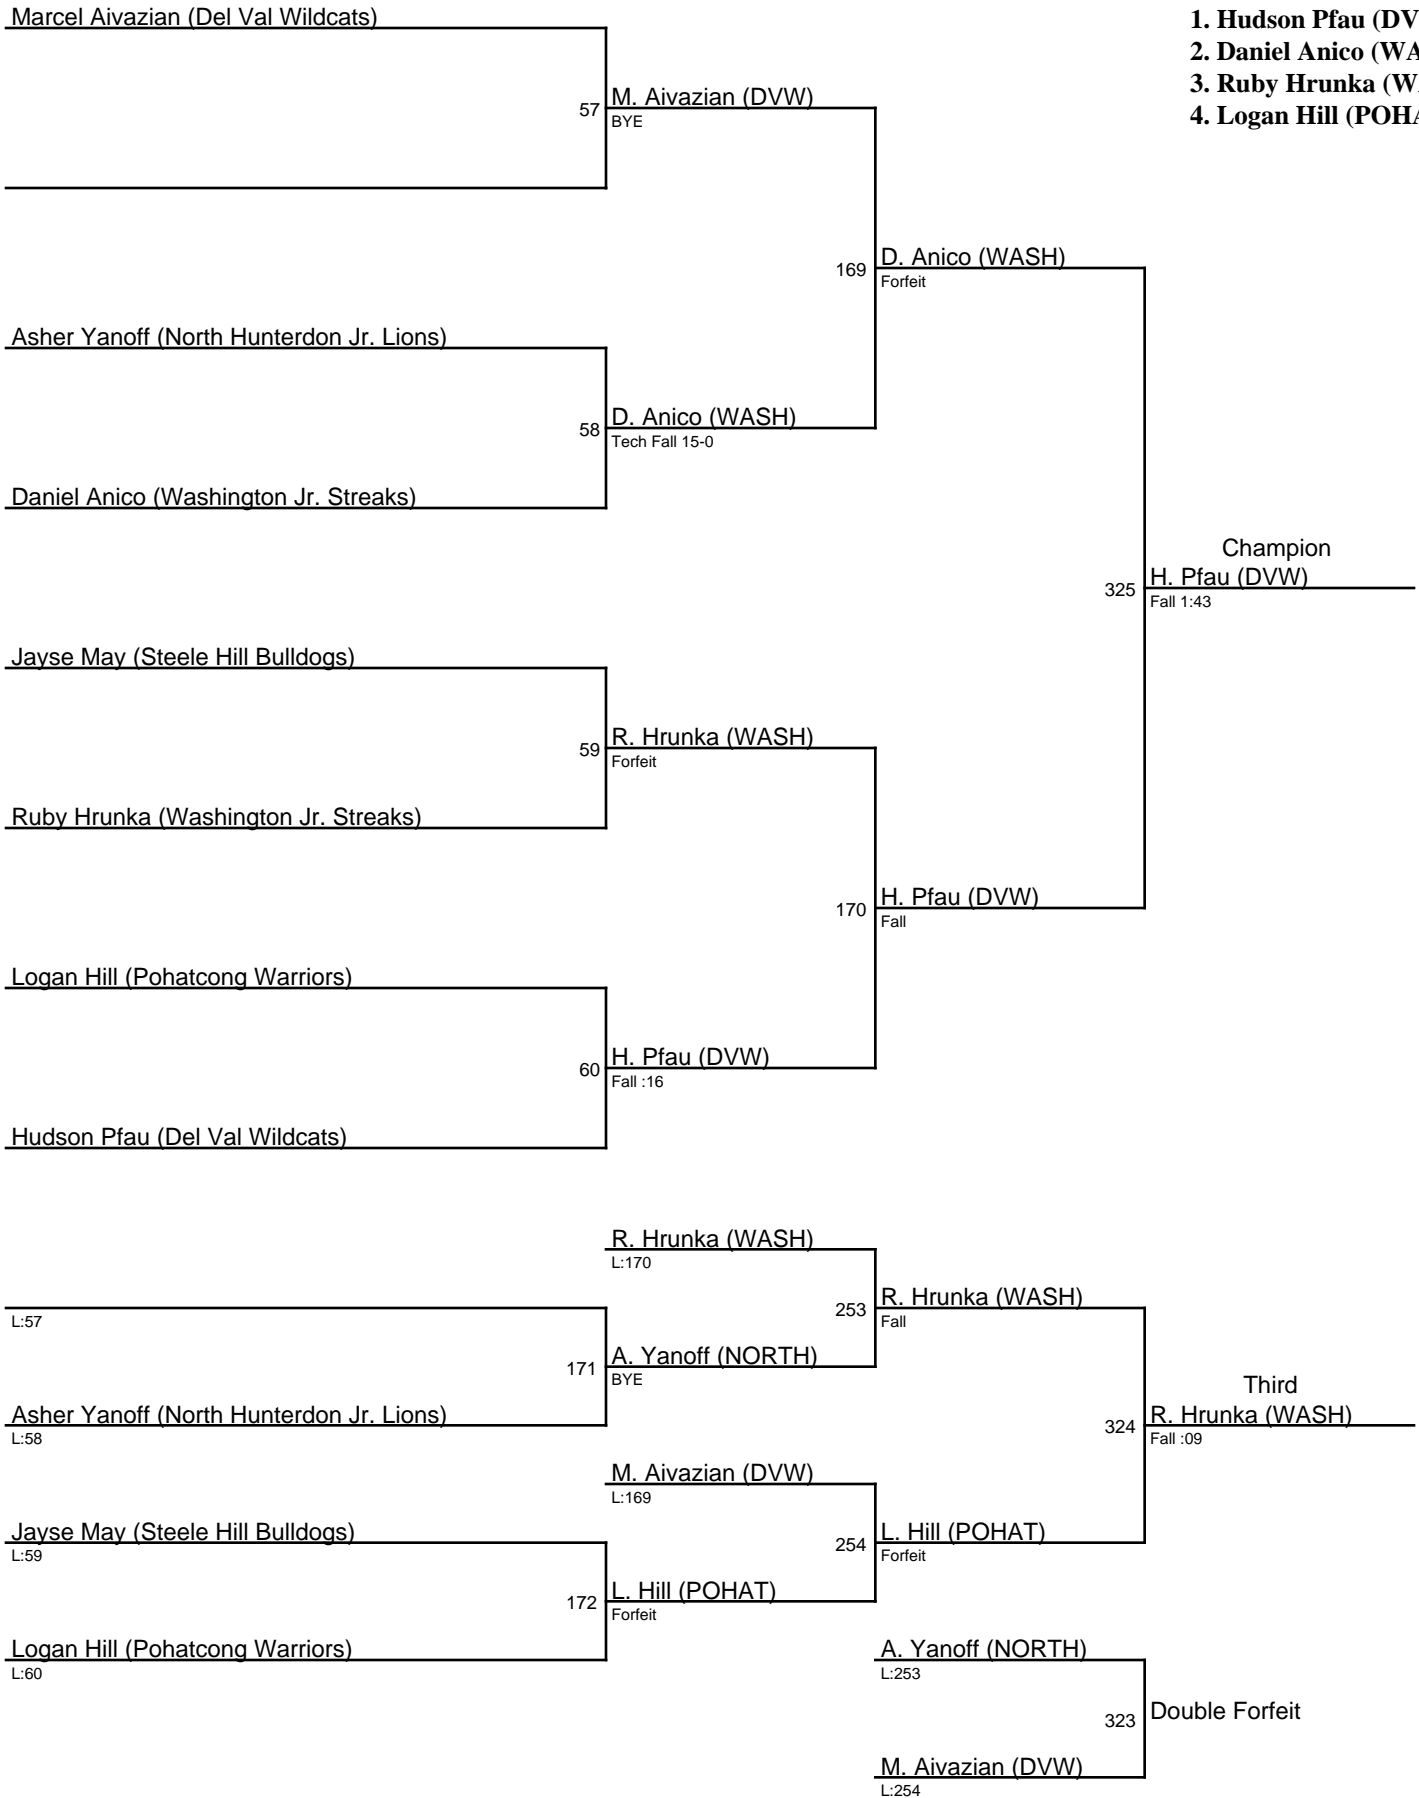 Marcel Aivazian (Del Val Wildcats)
1. Hudson Pfau (DV
2. Daniel Anico (WA
3. Ruby Hrunka (WA
4. Logan Hill (POHA
57
M. Aivazian (DVW)
BYE
169
D. Anico (WASH)
Forfeit
Asher Yanoff (North Hunterdon Jr. Lions)
58
D. Anico (WASH)
Tech Fall 15-0
Daniel Anico (Washington Jr. Streaks)
Champion
325
H. Pfau (DVW)
Fall 1:43
Jayse May (Steele Hill Bulldogs)
59
R. Hrunka (WASH)
Forfeit
Ruby Hrunka (Washington Jr. Streaks)
170
H. Pfau (DVW)
Fall
Logan Hill (Pohatcong Warriors)
60
H. Pfau (DVW)
Fall :16
Hudson Pfau (Del Val Wildcats)
R. Hrunka (WASH)
L:170
L:57
253
R. Hrunka (WASH)
Fall
171
A. Yanoff (NORTH)
BYE
Asher Yanoff (North Hunterdon Jr. Lions)
L:58
Third
324
R. Hrunka (WASH)
Fall :09
M. Aivazian (DVW)
L:169
Jayse May (Steele Hill Bulldogs)
L:59
254
L. Hill (POHAT)
Forfeit
172
L. Hill (POHAT)
Forfeit
Logan Hill (Pohatcong Warriors)
L:60
A. Yanoff (NORTH)
L:253
323
Double Forfeit
M. Aivazian (DVW)
L:254